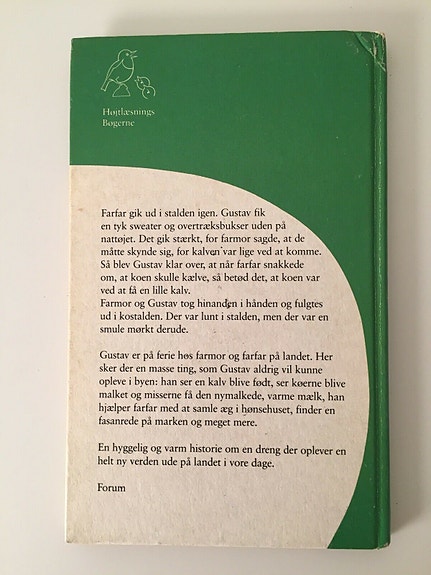 Højtlæsnings
Bøgerne
Farfar gik ud i stalden igen. Gustav fik
en tyk sweater og overtræksbukser uden på
nattøjet. Det gik stærkt, for farmor sagde, at de
måtte skynde sig, for kalven var lige ved at komme.
Så blev Gustav klar over, at når farfar snakkede
om, at koen skulle kælve, så betød det, at koen var
ved at få en lille kalv.
Farmor og Gustav tog hinanden i hånden og fulgtes
ud i kostalden. Der var lunt i stalden, men der var en
smule mørkt derude.
Gustav er på ferie høs farmor og farfar på landet. Her
sker der en masse ting, som Gustav aldrig vil kunne
opleve i byen: han ser en kalv blive født, ser køerne blive
malket og misserne få den nymalkede, varme mælk, han
hjælper farfar med at samle æg i hønsehuset, finder en
fasanrede på marken og meget mere.
En hyggelig og varm historie om en dreng der oplever en
helt ny verden ude på landet i vore dage.
Forum